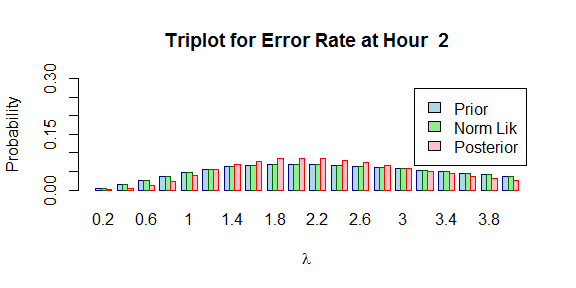 Triplot for Error Rate at Hour 2
Probability
0.30
0.15
0.00
Prior
Norm Lik
Posterior
0.2 0.6 1 1.4 1.8 2.2 2.6 3 3.4 3.8
λ